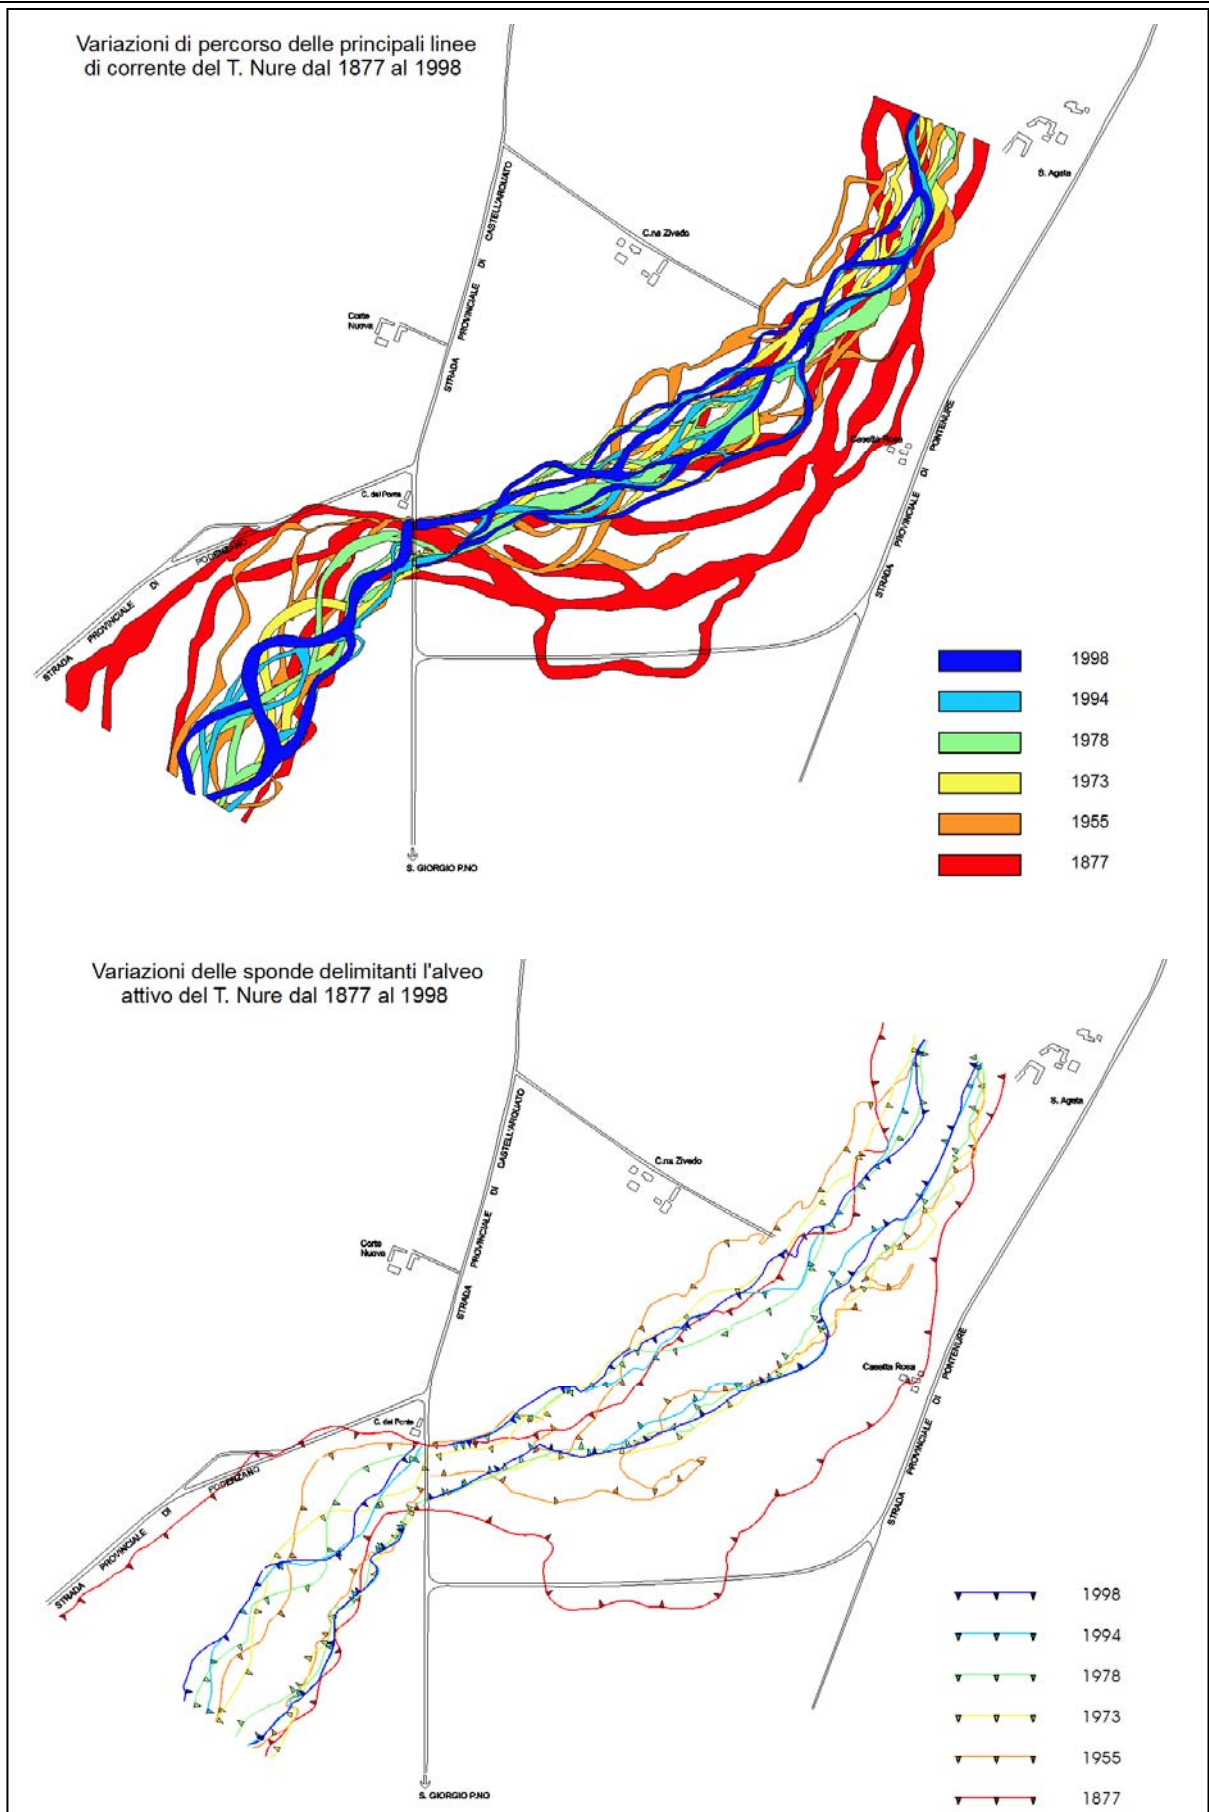 Variazioni di percorso delle principali linee
di corrente del T. Nure dal 1877 al 1998
STRADA PROVINCIALE DI CASTELL'ARQUATO
S. Agata
C.na Zivedo
Corte
Nuova
Casetta Rosa
C. del Ponte
STRADA PROVINCIALE DI PODENZANO
STRADA PROVINCIALE DI PONTENURE
S. GIORGIO P.NO
1998
1994
1978
1973
1955
1877
Variazioni delle sponde delimitanti l'alveo
attivo del T. Nure dal 1877 al 1998
STRADA PROVINCIALE DI CASTELL'ARQUATO
S. Agata
C.na Zivedo
Corte
Nuova
Casetta Rosa
C. del Ponte
STRADA PROVINCIALE DI PODENZANO
STRADA PROVINCIALE DI PONTENURE
S. GIORGIO P.NO
1998
1994
1978
1973
1955
1877